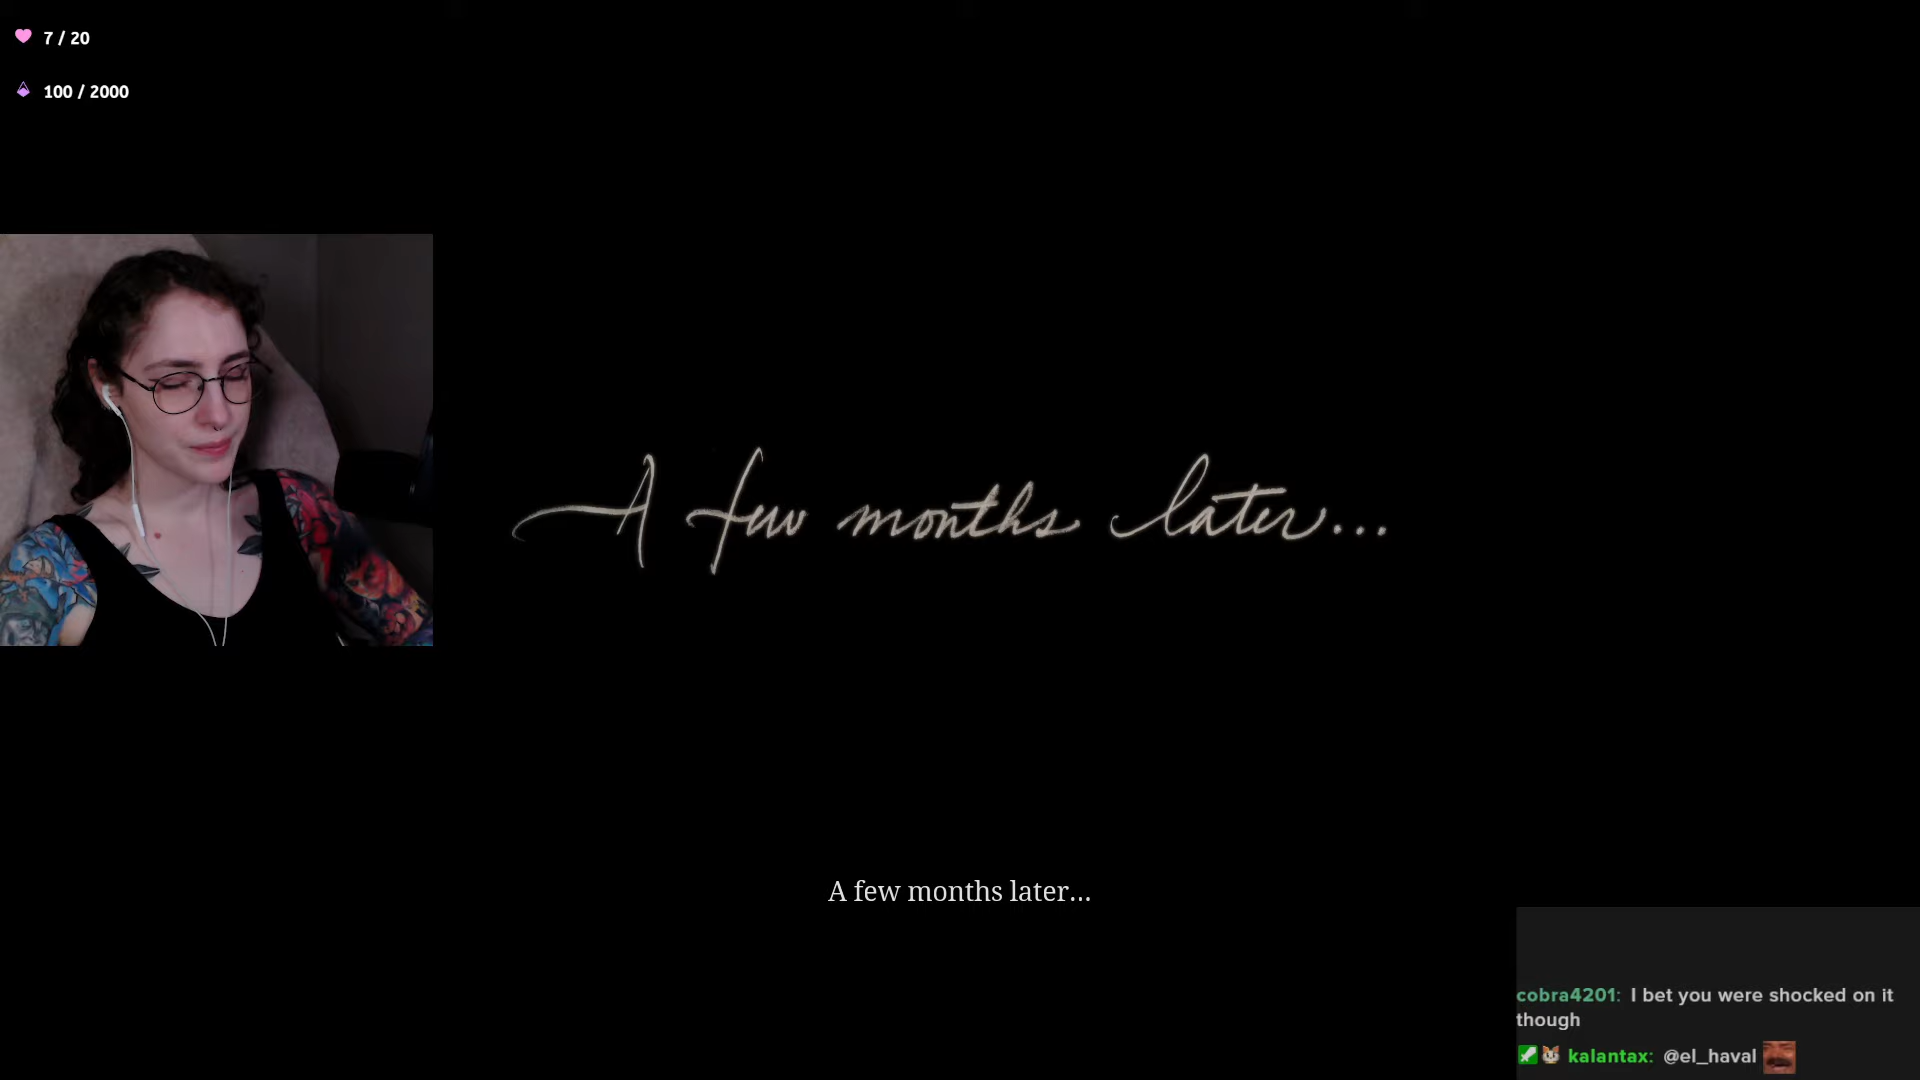 7 / 20
100 / 2000
A few months later...
A few months later...
cobra4201: I bet you were shocked on it
though
kalantax: @el_haval